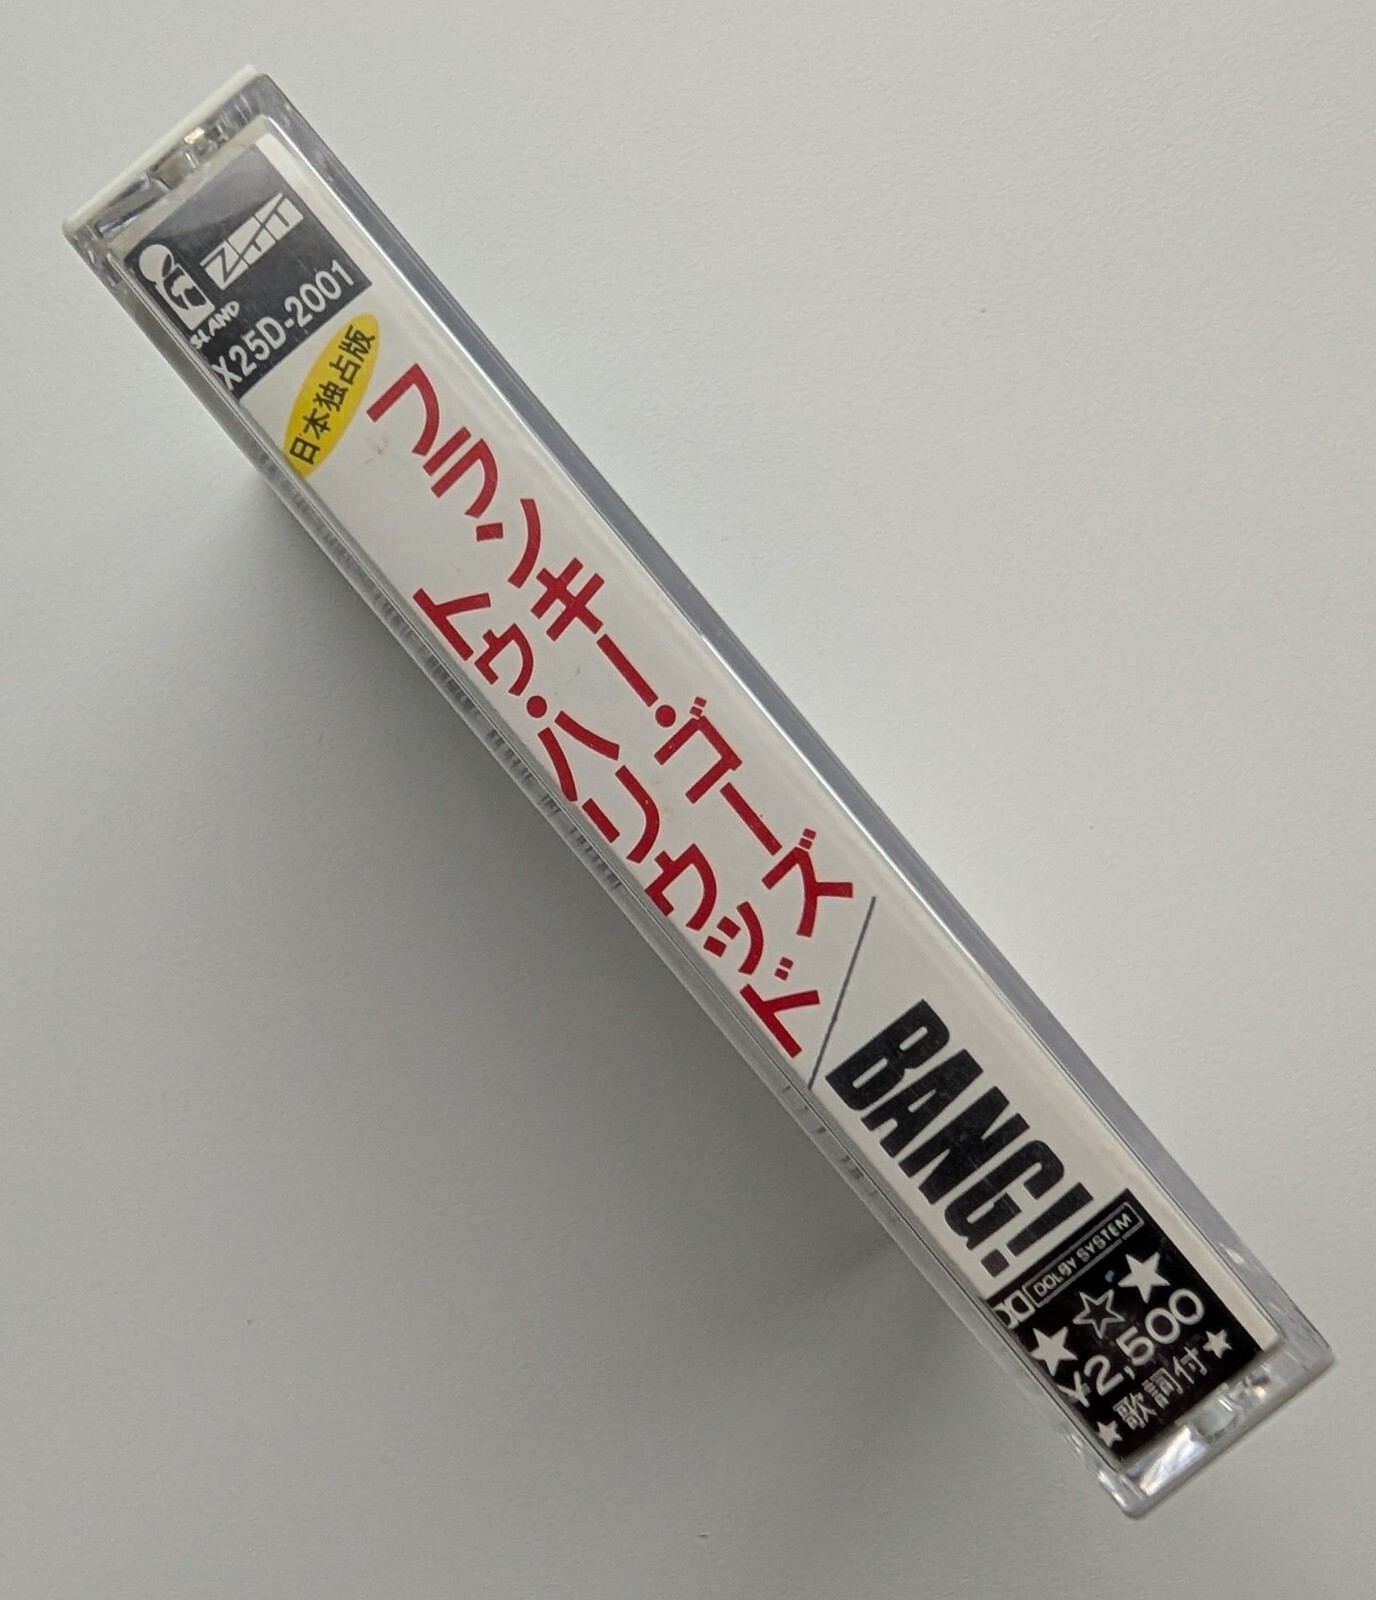 ISLAND
ZTT
X25D-2001
日本独占版
フランキー・ゴーズ
トゥ・ハリウッド
BANG!
DOLBY SYSTEM
¥2,500
歌詞付